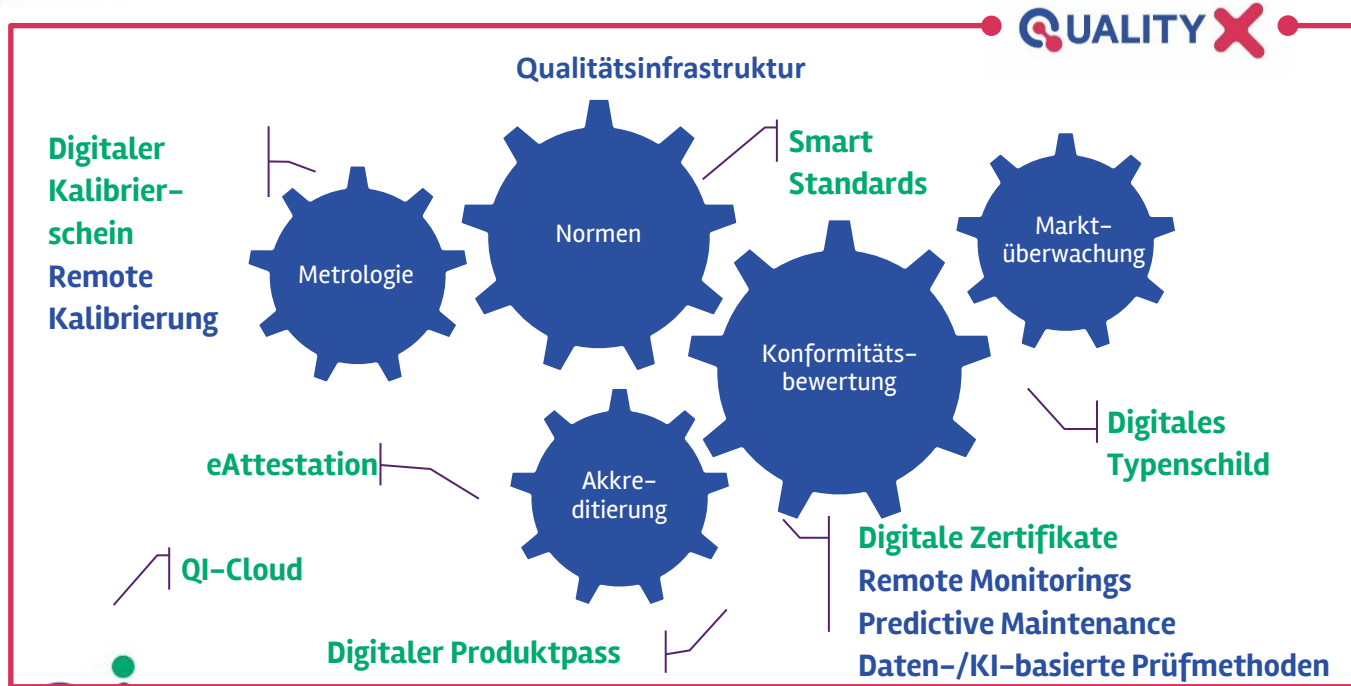 QUALITY X
Qualitätsinfrastruktur
Digitaler
Kalibrier-
schein
Remote
Kalibrierung
Metrologie
Normen
Smart
Standards
Markt-
überwachung
Konformitäts-
bewertung
Digitales
Typenschild
eAttestation
Akkre-
ditierung
QI-Cloud
Digitaler Produktpass
Digitale Zertifikate
Remote Monitorings
Predictive Maintenance
Daten-/KI-basierte Prüfmethoden